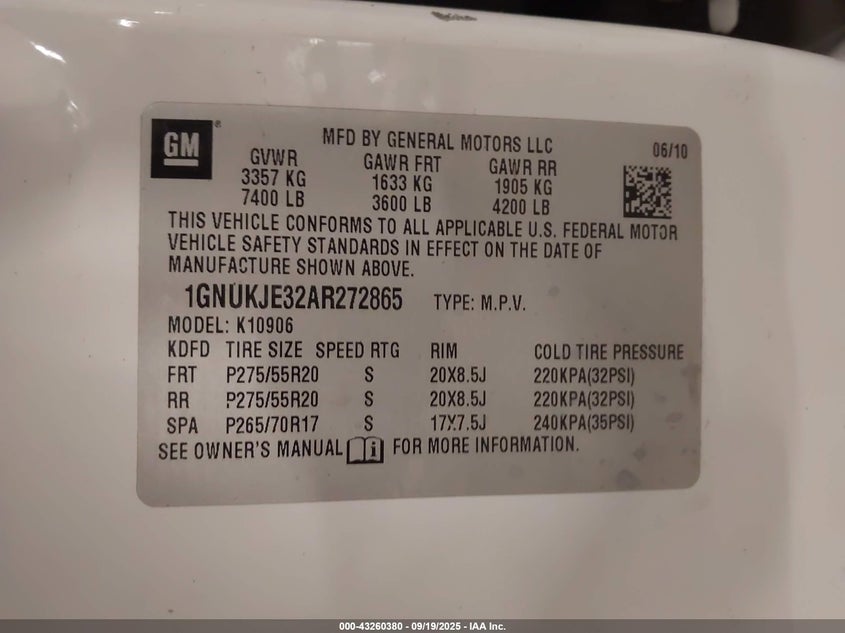 GM ®
MFD BY GENERAL MOTORS LLC 06/10
GVWR GAWR FRT GAWR RR
3357 KG 1633 KG 1905 KG
7400 LB 3600 LB 4200 LB
THIS VEHICLE CONFORMS TO ALL APPLICABLE U.S. FEDERAL MOTOR
VEHICLE SAFETY STANDARDS IN EFFECT ON THE DATE OF
MANUFACTURE SHOWN ABOVE.
1GNUKJE32AR272865 TYPE: M.P.V.
MODEL: K10906
KDFD TIRE SIZE SPEED RTG RIM COLD TIRE PRESSURE
FRT P275/55R20 S 20X8.5J 220KPA(32PSI)
RR P275/55R20 S 20X8.5J 220KPA(32PSI)
SPA P265/70R17 S 17X7.5J 240KPA(35PSI)
SEE OWNER'S MANUAL i FOR MORE INFORMATION.
000-43260380 - 09/19/2025 - IAA Inc.